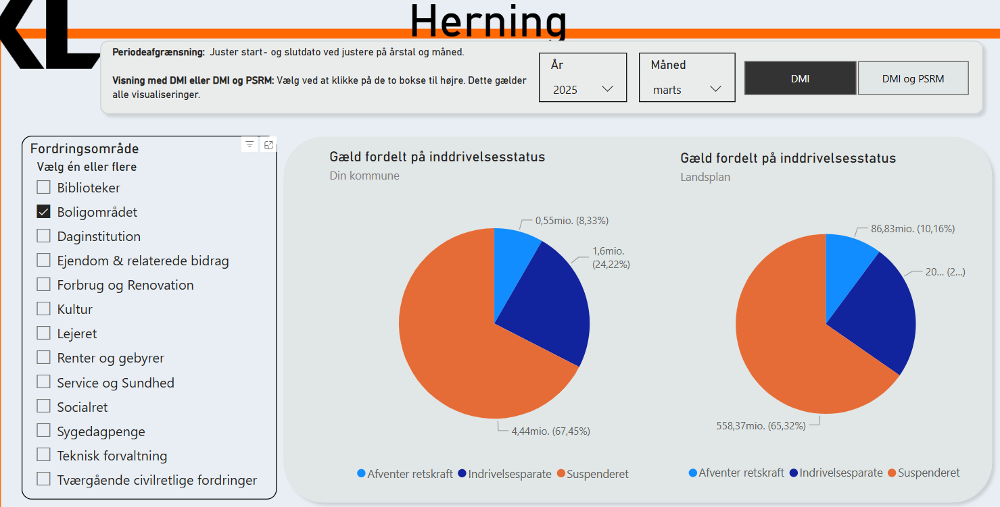 KL
Herning
Periodeafgrænsning: Juster start- og slutdato ved justere på årstal og måned.
Visning med DMI eller DMI og PSRM: Vælg ved at klikke på de to bokse til højre. Dette gælder
alle visualiseringer.
År
2025
Måned
marts
DMI
DMI og PSRM
Fordringsområde
Vælg én eller flere
Biblioteker
Boligområdet
Daginstitution
Ejendom & relaterede bidrag
Forbrug og Renovation
Kultur
Lejeret
Renter og gebyrer
Service og Sundhed
Socialret
Sygedagpenge
Teknisk forvaltning
Tværgående civilretlige fordringer
Gæld fordelt på inddrivelsesstatus
Din kommune
0,55mio. (8,33%)
1,6mio.
(24,22%)
4,44mio. (67,45%)
Afventer retskraft Indrivelsesparate Suspenderet
Gæld fordelt på inddrivelsesstatus
Landsplan
86,83mio. (10,16%)
20... (2...)
558,37mio. (65,32%)
Afventer retskraft Indrivelsesparate Suspenderet